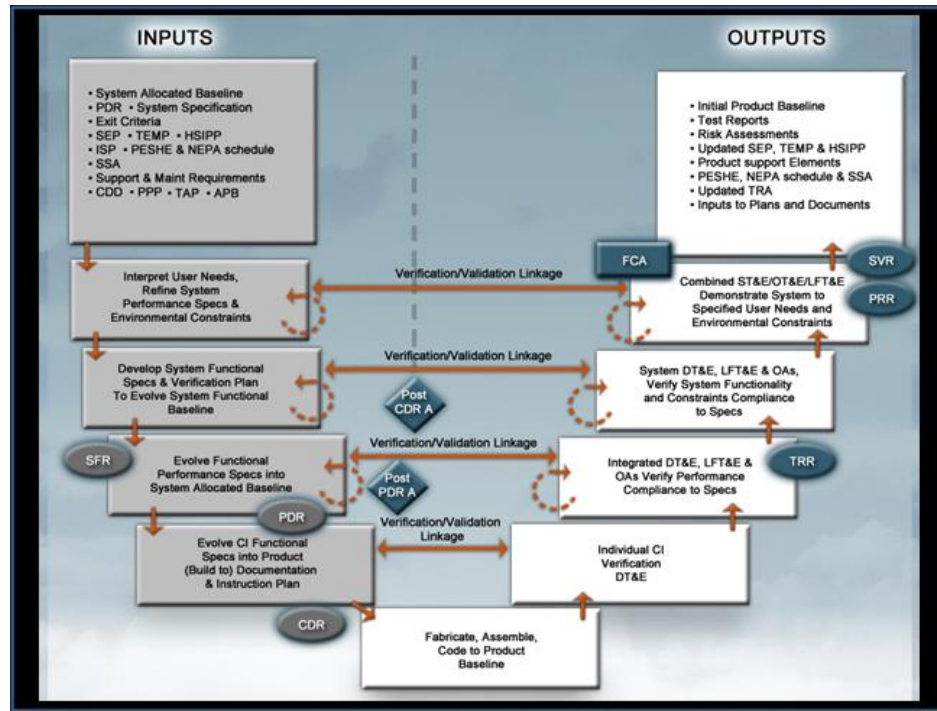 INPUTS
OUTPUTS
• System Allocated Baseline
• PDR • System Specification
• Exit Criteria
• SEP • TEMP • HSIPP
• ISP • PESHE & NEPA schedule
• SSA
• Support & Maint Requirements
• CDD • PPP • TAP • APB
• Initial Product Baseline
• Test Reports
• Risk Assessments
• Updated SEP, TEMP & HSIPP
• Product support Elements
• PESHE, NEPA schedule & SSA
• Updated TRA
• Inputs to Plans and Documents
FCA
SVR
Interpret User Needs,
Refine System
Performance Specs &
Environmental Constraints
Verification/Validation Linkage
Combined ST&E/OT&E/LFT&E
Demonstrate System to
Specified User Needs and
Environmental Constraints
PRR
Develop System Functional
Specs & Verification Plan
To Evolve System Functional
Baseline
Verification/Validation Linkage
System DT&E, LFT&E & OAs,
Verify System Functionality
and Constraints Compliance
to Specs
Post
CDR A
SFR
Evolve Functional
Performance Specs into
System Allocated Baseline
Verification/Validation Linkage
Post
PDR A
Integrated DT&E, LFT&E &
OAs Verify Performance
Compliance to Specs
TRR
PDR
Evolve CI Functional
Specs into Product
(Build to) Documentation
& Instruction Plan
Verification/Validation
Linkage
Individual CI
Verification
DT&E
CDR
Fabricate, Assemble,
Code to Product
Baseline